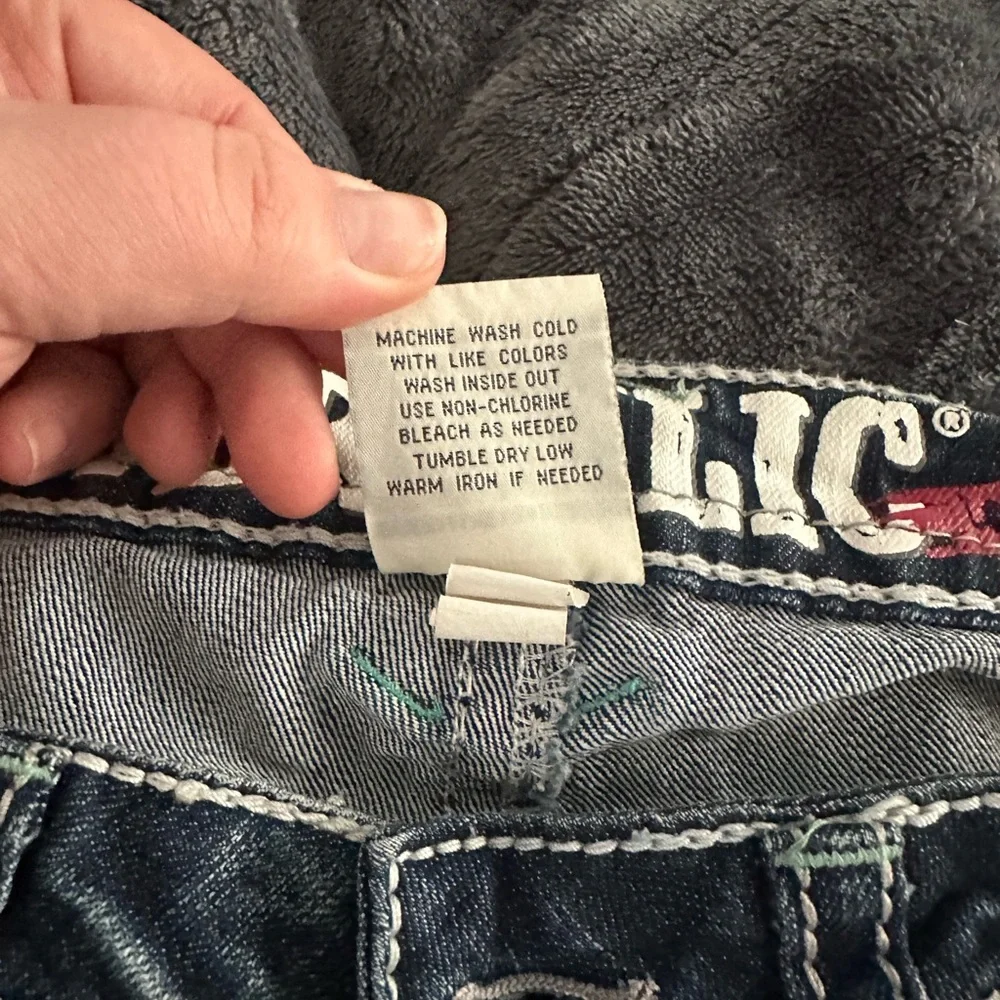 MACHINE WASH COLD
WITH LIKE COLORS
WASH INSIDE OUT
USE NON-CHLORINE
BLEACH AS NEEDED
TUMBLE DRY LOW
WARM IRON IF NEEDED
LIC®